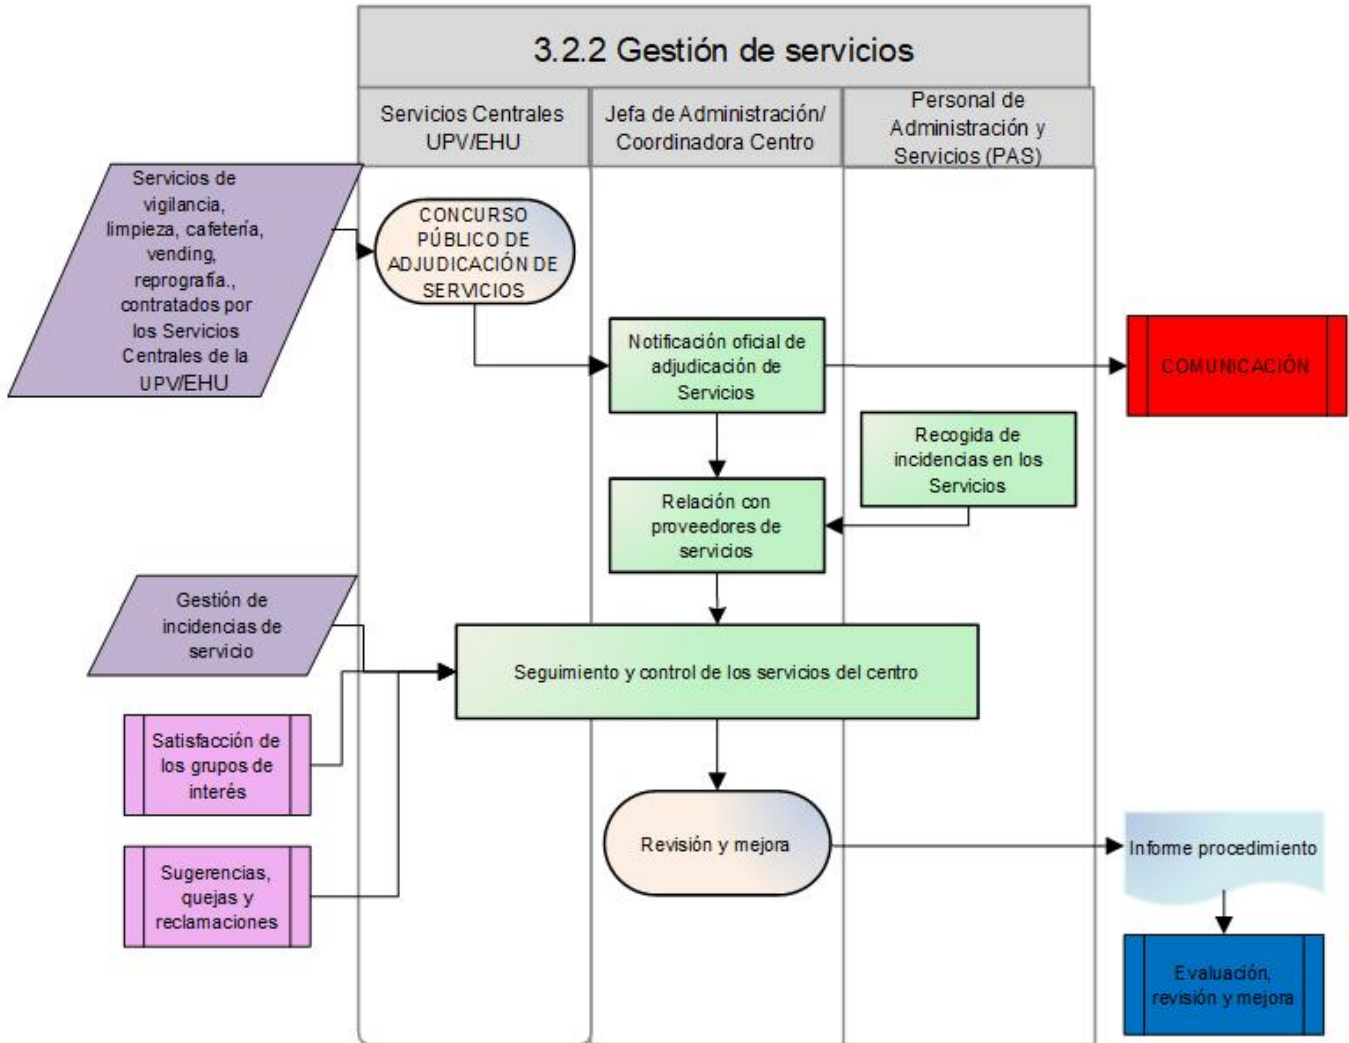 3.2.2 Gestión de servicios
Servicios Centrales
UPV/EHU
Jefa de Administración/
Coordinadora Centro
Personal de
Administración y
Servicios (PAS)
Servicios de
vigilancia,
limpieza, cafetería,
vending,
reprografía.,
contratados por
los Servicios
Centrales de la
UPV/EHU
CONCURSO
PÚBLICO DE
ADJUDICACIÓN DE
SERVICIOS
Notificación oficial de
adjudicación de
Servicios
COMUNICACIÓN
Recogida de
incidencias en los
Servicios
Relación con
proveedores de
servicios
Gestión de
incidencias de
servicio
Seguimiento y control de los servicios del centro
Satisfacción de
los grupos de
interés
Revisión y mejora
Informe procedimiento
Sugerencias,
quejas y
reclamaciones
Evaluación,
revisión y mejora